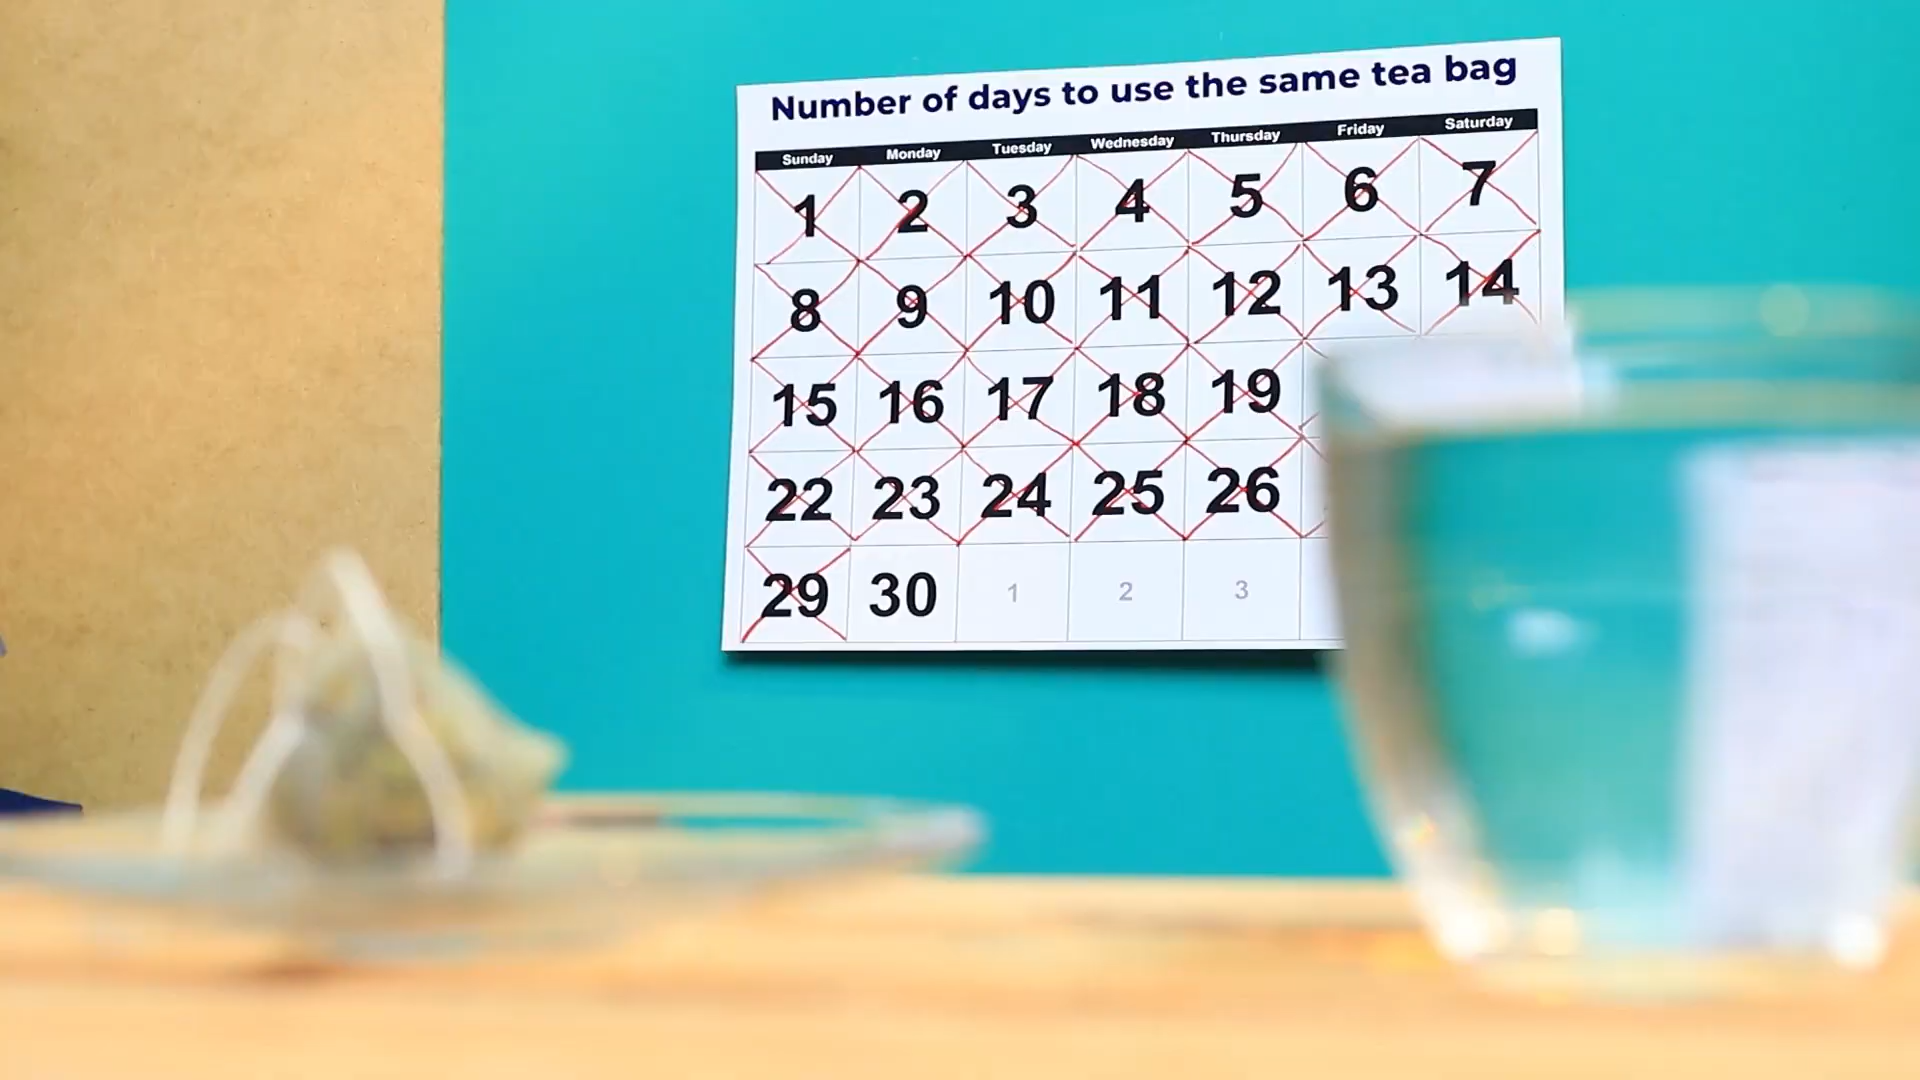 Number of days to use the same tea bag
Sunday Monday Tuesday Wednesday Thursday Friday Saturday
1 2 3 4 5 6 7
8 9 10 11 12 13 14
15 16 17 18 19
22 23 24 25 26
29 30 1 2 3